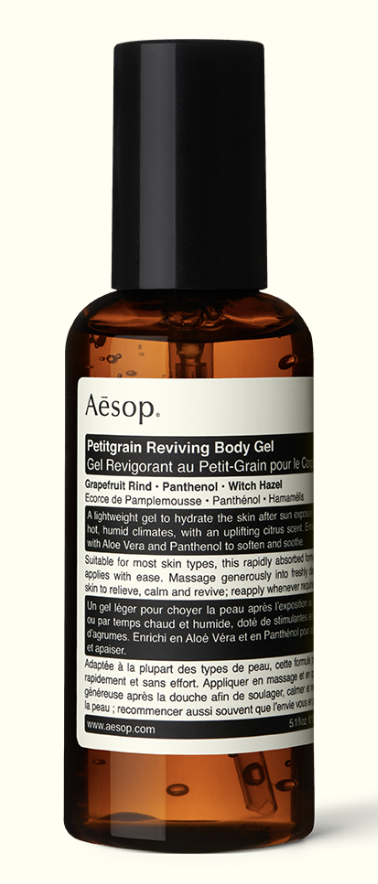 Aēsop.
Petitgrain Reviving Body Gel
Gel Revigorant au Petit-Grain pour le
Grapefruit Rind · Panthenol · Witch Hazel
Ecorce de Pamplemousse · Panthénol · Hamamélis
A lightweight gel to hydrate the skin after sun
hot, humid climates, with an uplifting citrus scent.
with Aloe Vera and Panthenol to soften and soothe.
Suitable for most skin types, this rapidly absorbed
applies with ease. Massage generously into freshly
skin to relieve, calm and revive; reapply whenever
Un gel léger pour choyer la peau après l'exposition
ou par temps chaud et humide, doté de stimulantes
d'agrumes. Enrichi en Aloé Véra et en Panthénol
et apaiser.
Adaptée à la plupart des types de peau, cette formule
rapidement et sans effort. Appliquer en massage et
généreuse après la douche afin de soulager, calmer
la peau ; recommencer aussi souvent que l'envie vous
www.aesop.com 5.1 fl oz